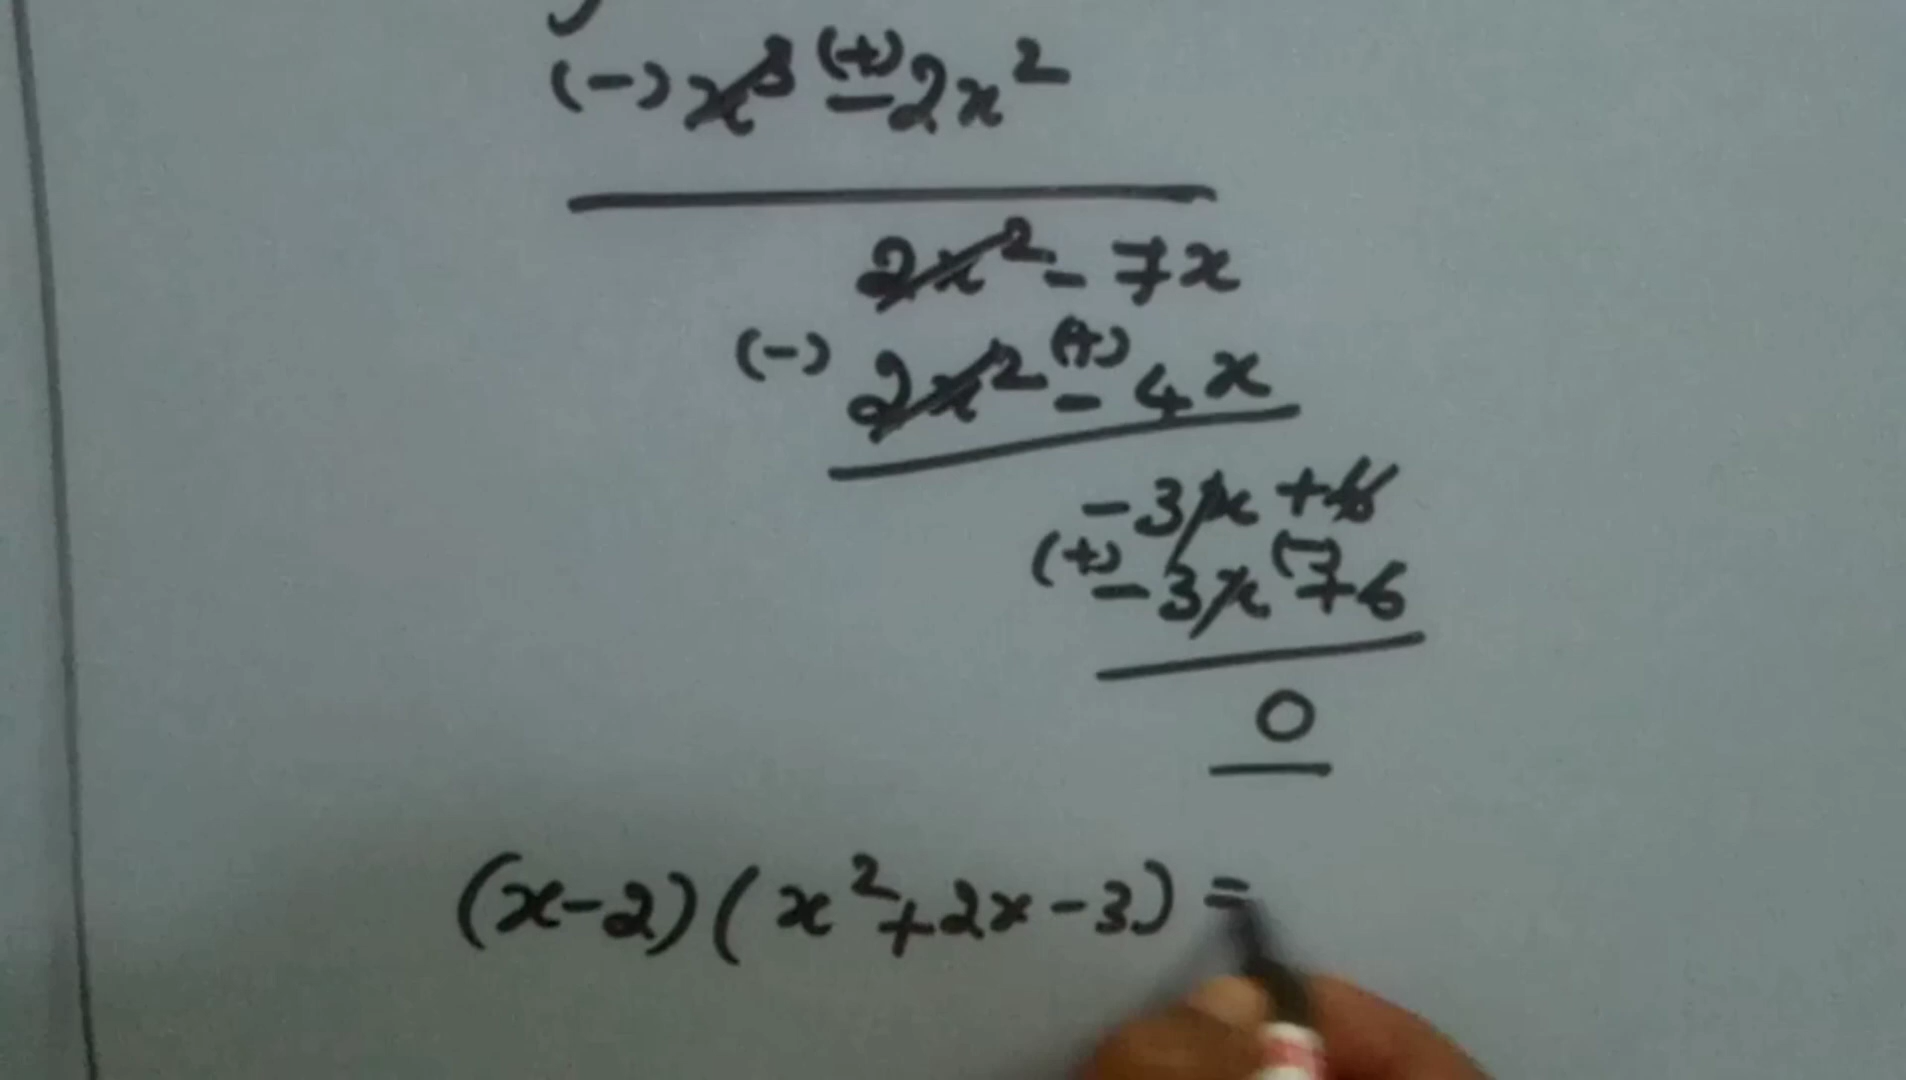 (-) x³ (+) - 2x²
2x² - 7x
(-) 2x² (+) - 4x
-3x + 6
(+) -3x (-) + 6
0
(x-2)(x²+2x-3) =